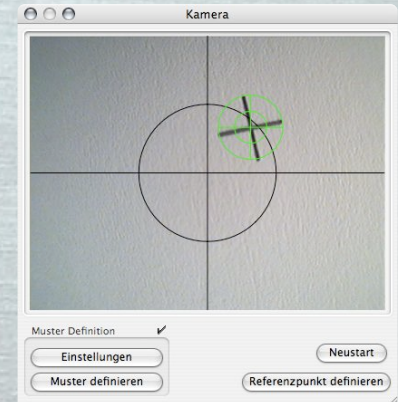 Kamera
Muster Definition
Einstellungen
Neustart
Muster definieren
Referenzpunkt definieren